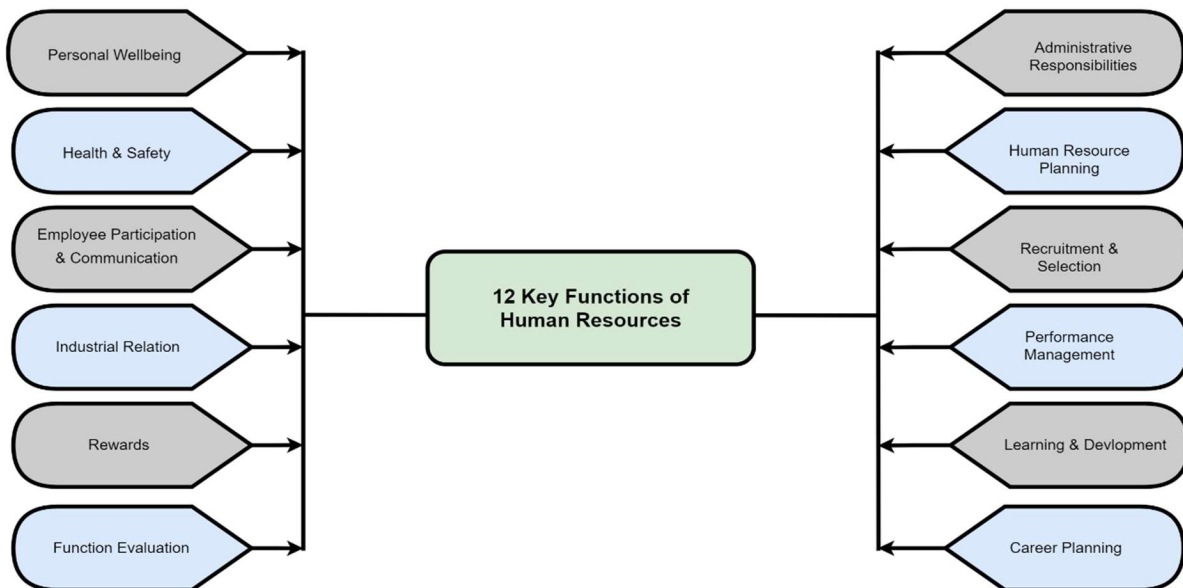 Personal Wellbeing
Health & Safety
Employee Participation
& Communication
Industrial Relation
Rewards
Function Evaluation
12 Key Functions of
Human Resources
Administrative
Responsibilities
Human Resource
Planning
Recruitment &
Selection
Performance
Management
Learning & Devlopment
Career Planning